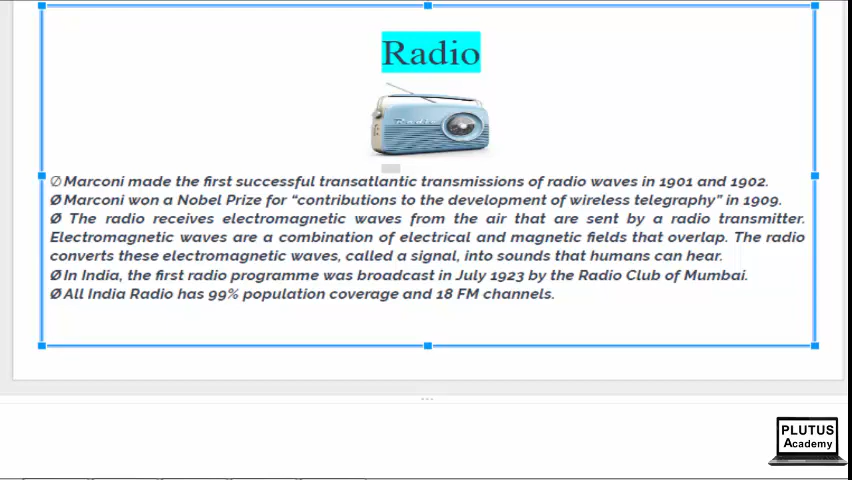 Radio
Radio
Ø Marconi made the first successful transatlantic transmissions of radio waves in 1901 and 1902.
Ø Marconi won a Nobel Prize for “contributions to the development of wireless telegraphy” in 1909.
Ø The radio receives electromagnetic waves from the air that are sent by a radio transmitter.
Electromagnetic waves are a combination of electrical and magnetic fields that overlap. The radio
converts these electromagnetic waves, called a signal, into sounds that humans can hear.
Ø In India, the first radio programme was broadcast in July 1923 by the Radio Club of Mumbai.
Ø All India Radio has 99% population coverage and 18 FM channels.
PLUTUS
Academy